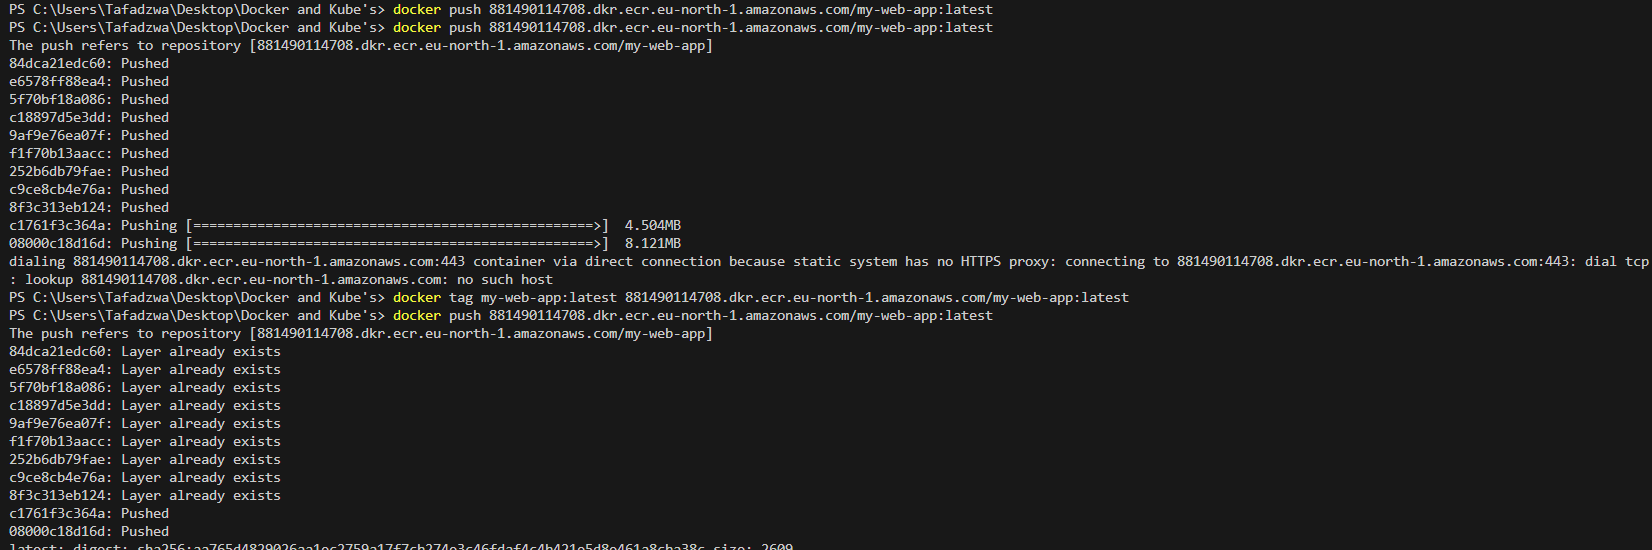 PS C:\Users\Tafadzwa\Desktop\Docker and Kube's> docker push 881490114708.dkr.ecr.eu-north-1.amazonaws.com/my-web-app:latest
PS C:\Users\Tafadzwa\Desktop\Docker and Kube's> docker push 881490114708.dkr.ecr.eu-north-1.amazonaws.com/my-web-app:latest
The push refers to repository [881490114708.dkr.ecr.eu-north-1.amazonaws.com/my-web-app]
84dca21edc60: Pushed
e6578ff88ea4: Pushed
5f70bf18a086: Pushed
c18897d5e3dd: Pushed
9af9e76ea07f: Pushed
f1f70b13aacc: Pushed
252b6db79fae: Pushed
c9ce8cb4e76a: Pushed
8f3c313eb124: Pushed
c1761f3c364a: Pushing [==================================================>]  4.504MB
08000c18d16d: Pushing [==================================================>]  8.121MB
dialing 881490114708.dkr.ecr.eu-north-1.amazonaws.com:443 container via direct connection because static system has no HTTPS proxy: connecting to 881490114708.dkr.ecr.eu-north-1.amazonaws.com:443: dial tcp
: lookup 881490114708.dkr.ecr.eu-north-1.amazonaws.com: no such host
PS C:\Users\Tafadzwa\Desktop\Docker and Kube's> docker tag my-web-app:latest 881490114708.dkr.ecr.eu-north-1.amazonaws.com/my-web-app:latest
PS C:\Users\Tafadzwa\Desktop\Docker and Kube's> docker push 881490114708.dkr.ecr.eu-north-1.amazonaws.com/my-web-app:latest
The push refers to repository [881490114708.dkr.ecr.eu-north-1.amazonaws.com/my-web-app]
84dca21edc60: Layer already exists
e6578ff88ea4: Layer already exists
5f70bf18a086: Layer already exists
c18897d5e3dd: Layer already exists
9af9e76ea07f: Layer already exists
f1f70b13aacc: Layer already exists
252b6db79fae: Layer already exists
c9ce8cb4e76a: Layer already exists
8f3c313eb124: Layer already exists
c1761f3c364a: Pushed
08000c18d16d: Pushed
latest: digest: size: 2609